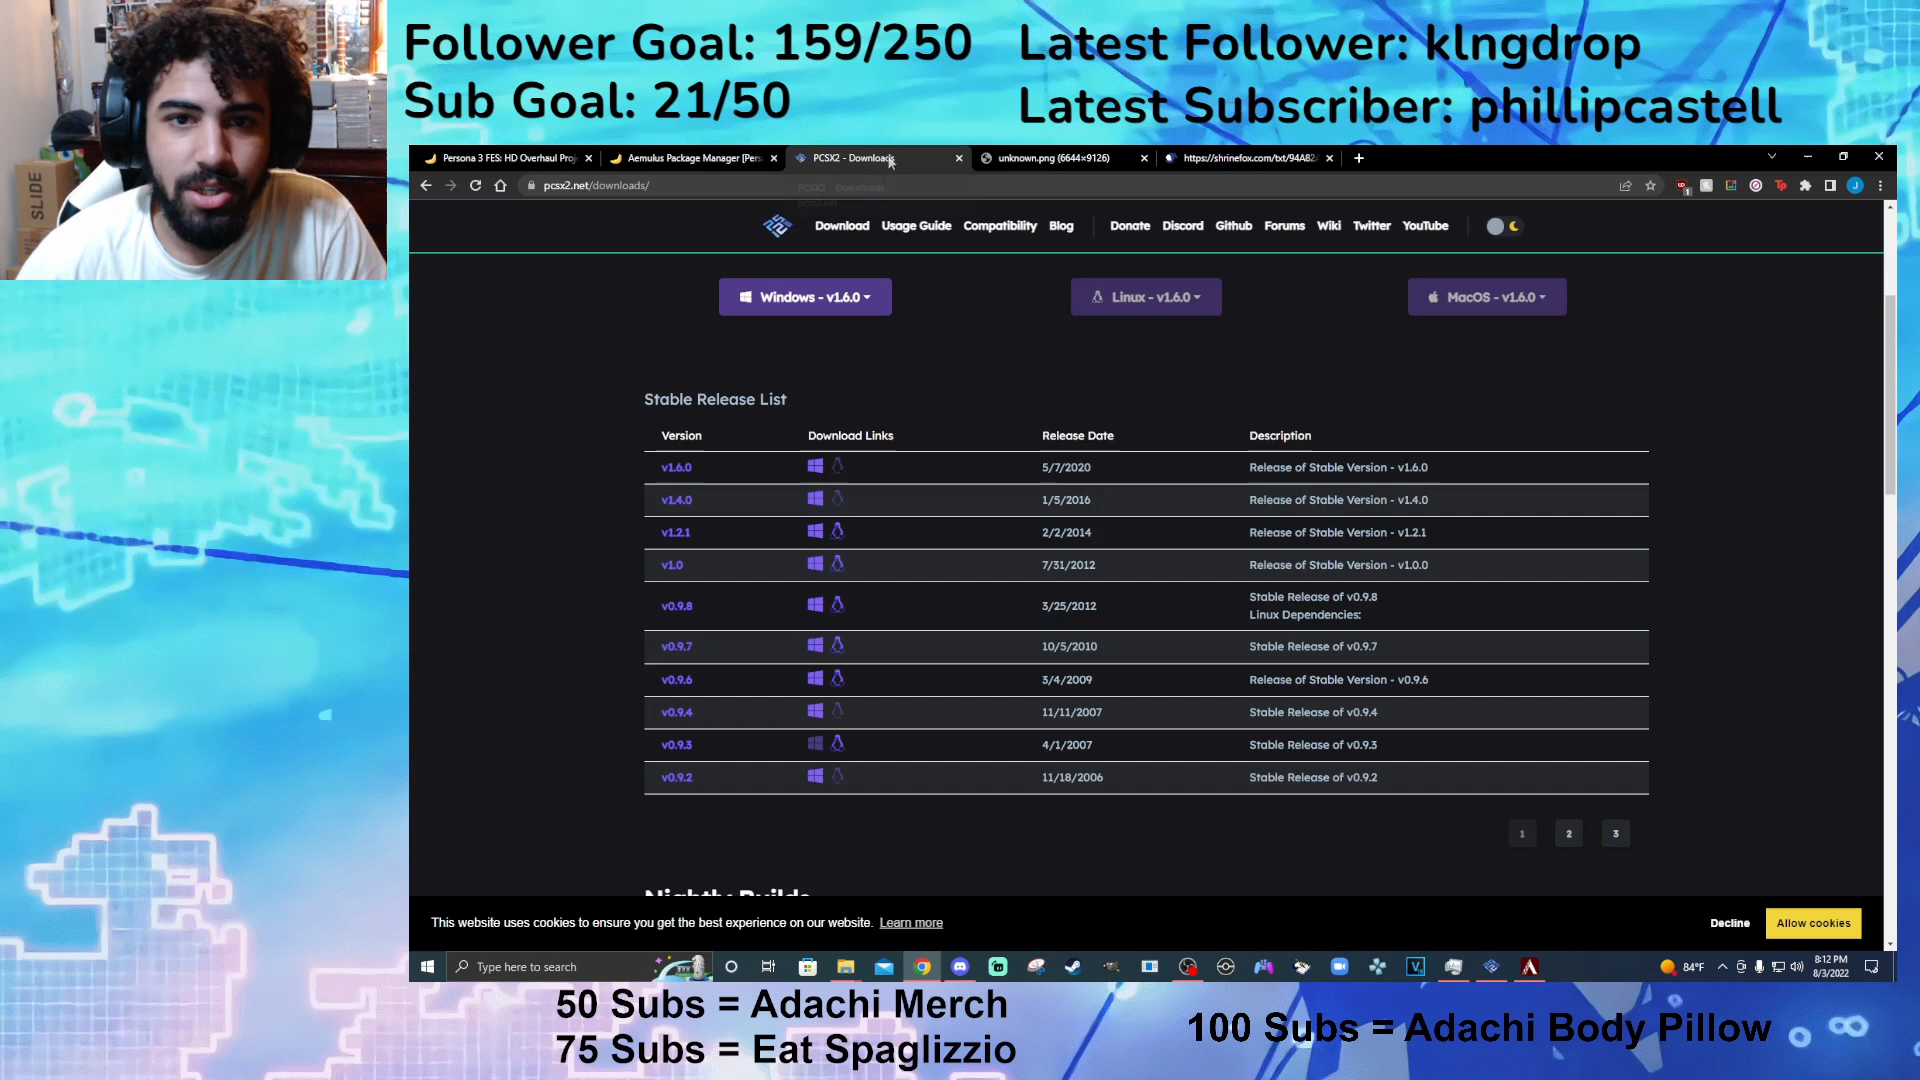 Follower Goal: 159/250
Latest Follower: klngdrop
Sub Goal: 21/50
Latest Subscriber: phillipcastell
SLIDE
Persona 3 FES: HD Overhaul Proj
Aemulus Package Manager [Pers
PCSX2 - Downloads
unknown.png (6644×9126)
https://shrinefox.com/txt/94A82
pcsx2.net/downloads/
PCSX2 - Downloads
pcsx2.net
Download
Usage Guide
Compatibility
Blog
Donate
Discord
Github
Forums
Wiki
Twitter
YouTube
Windows - v1.6.0
Linux - v1.6.0
MacOS - v1.6.0
Stable Release List
Version Download Links Release Date Description
v1.6.0 5/7/2020 Release of Stable Version - v1.6.0
v1.4.0 1/5/2016 Release of Stable Version - v1.4.0
v1.2.1 2/2/2014 Release of Stable Version - v1.2.1
v1.0 7/31/2012 Release of Stable Version - v1.0.0
v0.9.8 3/25/2012 Stable Release of v0.9.8
Linux Dependencies:
v0.9.7 10/5/2010 Stable Release of v0.9.7
v0.9.6 3/4/2009 Release of Stable Version - v0.9.6
v0.9.4 11/11/2007 Stable Release of v0.9.4
v0.9.3 4/1/2007 Stable Release of v0.9.3
v0.9.2 11/18/2006 Stable Release of v0.9.2
1 2 3
Nightly Builds
This website uses cookies to ensure you get the best experience on our website. Learn more
Decline
Allow cookies
Type here to search
84°F
8:12 PM
8/3/2022
50 Subs = Adachi Merch
75 Subs = Eat Spaglizzio
100 Subs = Adachi Body Pillow